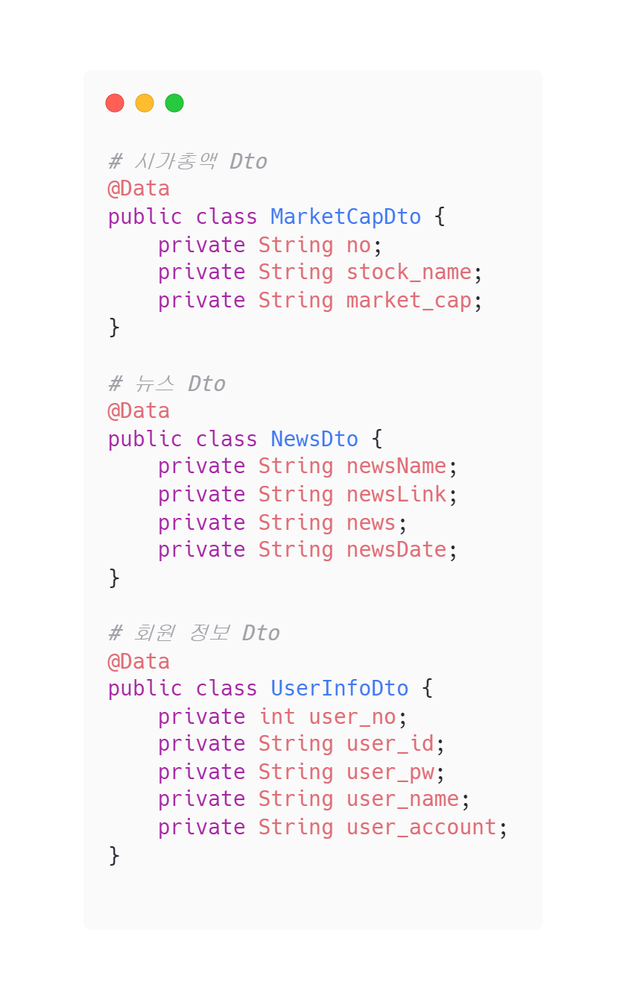 # 시가총액 Dto
@Data
public class MarketCapDto {
    private String no;
    private String stock_name;
    private String market_cap;
}

# 뉴스 Dto
@Data
public class NewsDto {
    private String newsName;
    private String newsLink;
    private String news;
    private String newsDate;
}

# 회원 정보 Dto
@Data
public class UserInfoDto {
    private int user_no;
    private String user_id;
    private String user_pw;
    private String user_name;
    private String user_account;
}